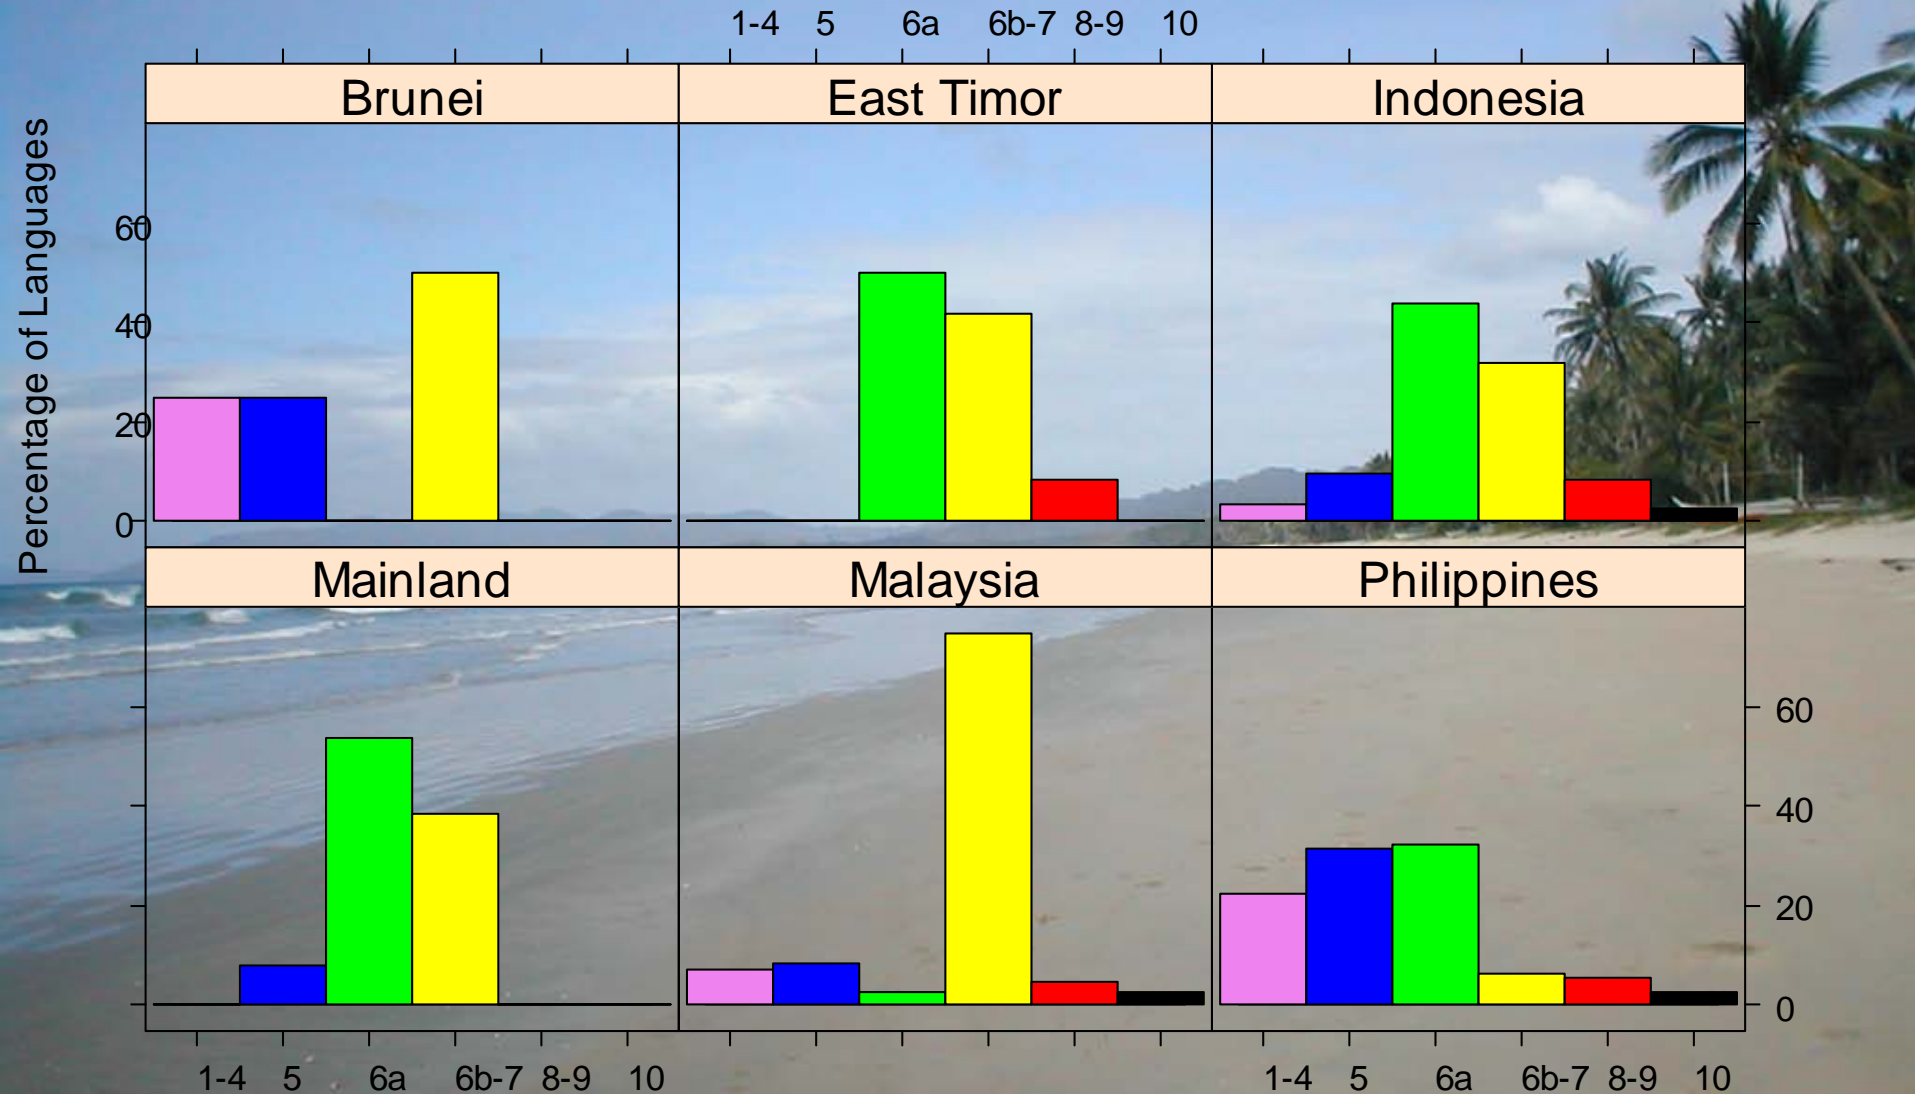 1-4 5 6a 6b-7 8-9 10
Brunei East Timor Indonesia
Percentage of Languages
60
40
20
0
Mainland Malaysia Philippines
60
40
20
0
1-4 5 6a 6b-7 8-9 10 1-4 5 6a 6b-7 8-9 10